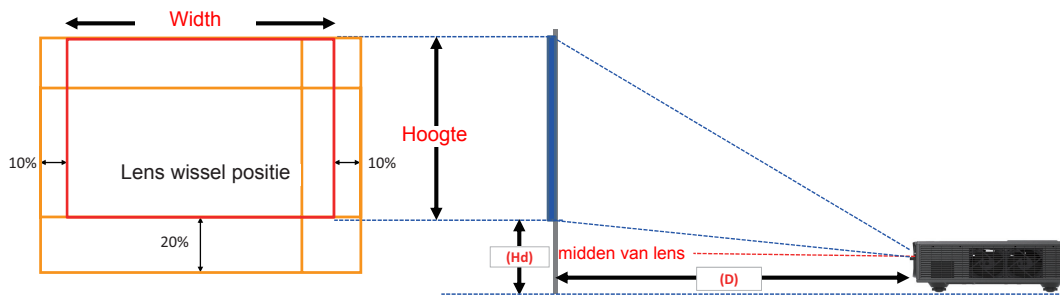 Width
Hoogte
10%
Lens wissel positie
10%
20%
(Hd)
midden van lens
(D)